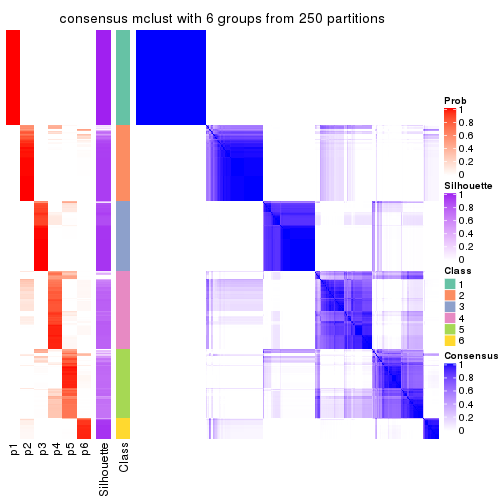 consensus mclust with 6 groups from 250 partitions
Prob
1
0.8
0.6
0.4
0.2
0
Silhouette
1
0.8
0.6
0.4
0.2
0
Class
1
2
3
4
5
6
Consensus
1
0.8
0.6
0.4
0.2
0
p1
p2
p3
p4
p5
p6
Silhouette
Class